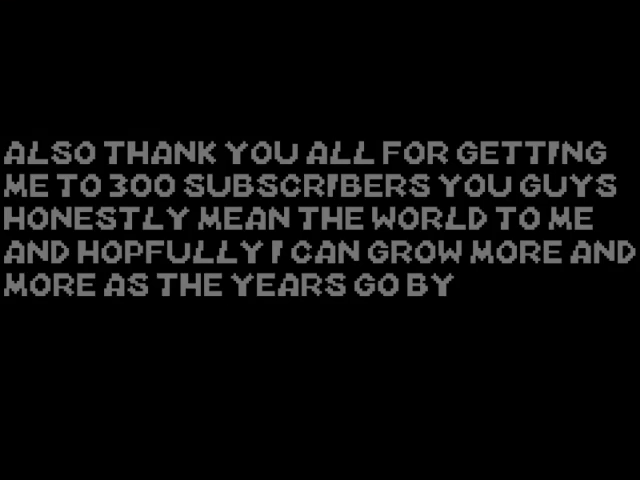 ALSO THANK YOU ALL FOR GETTING
ME TO 300 SUBSCRIBERS YOU GUYS
HONESTLY MEAN THE WORLD TO ME
AND HOPFULLY I CAN GROW MORE AND
MORE AS THE YEARS GO BY